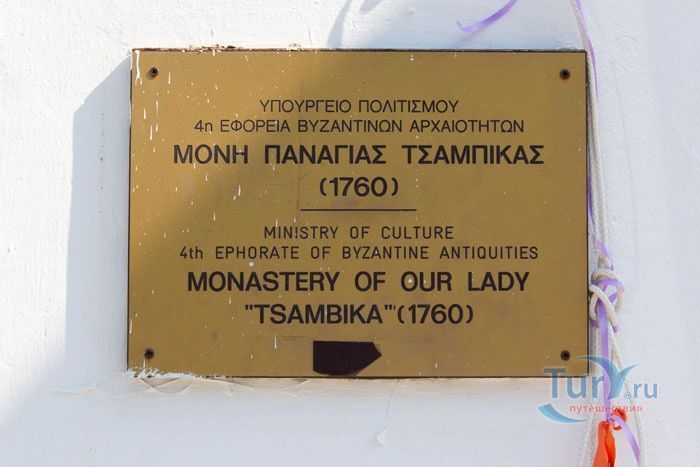 ΥΠΟΥΡΓΕΙΟ ΠΟΛΙΤΙΣΜΟΥ
4η ΕΦΟΡΕΙΑ ΒΥΖΑΝΤΙΝΩΝ ΑΡΧΑΙΟΤΗΤΩΝ
ΜΟΝΗ ΠΑΝΑΓΙΑΣ ΤΣΑΜΠΙΚΑΣ
(1760)
MINISTRY OF CULTURE
4th EPHORATE OF BYZANTINE ANTIQUITIES
MONASTERY OF OUR LADY
"TSAMBIKA"(1760)
Tury.ru
путешествия